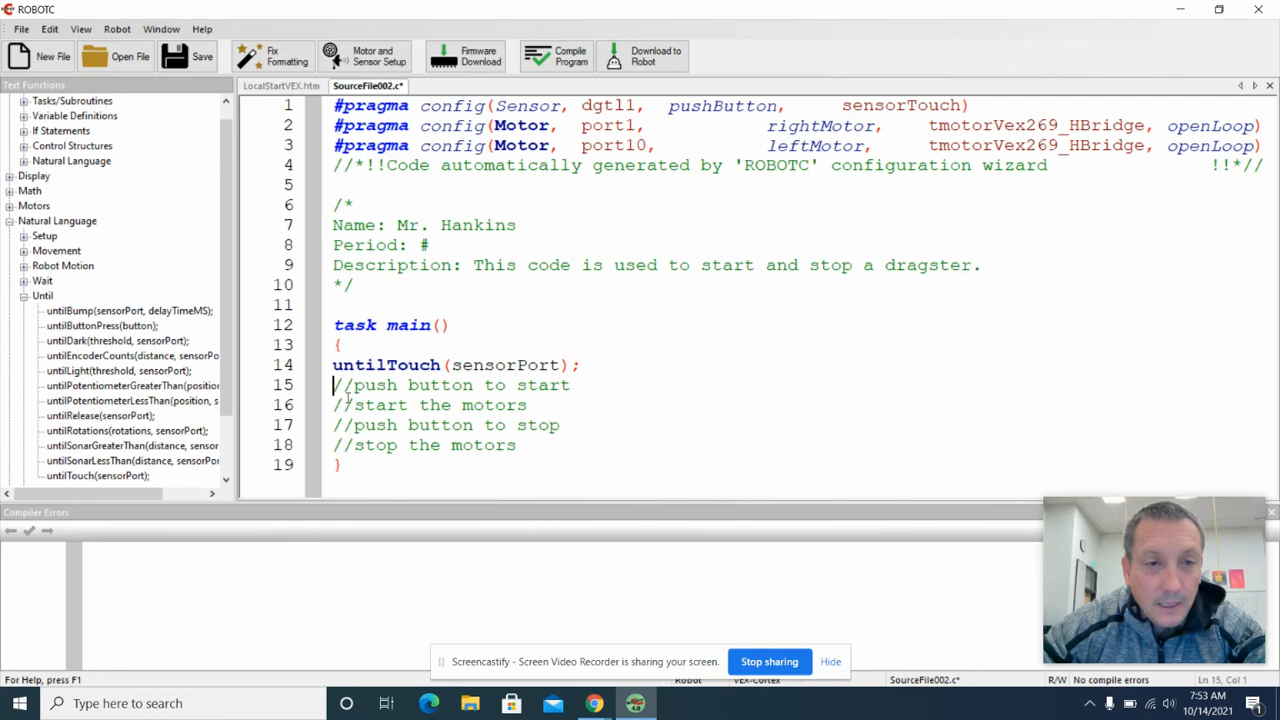 ROBOTC
File Edit View Robot Window Help
New File Open File Save Fix Formatting Motor and Sensor Setup Firmware Download Compile Program Download to Robot
Text Functions
LocalStartVEX.htm SourceFile002.c*
Tasks/Subroutines
Variable Definitions
If Statements
Control Structures
Natural Language
Display
Math
Motors
Natural Language
Setup
Movement
Robot Motion
Wait
Until
untilBump(sensorPort, delayTimeMS);
untilButtonPress(button);
untilDark(threshold, sensorPort);
untilEncoderCounts(distance, sensorPo
untilLight(threshold, sensorPort);
untilPotentiometerGreaterThan(position
untilPotentiometerLessThan(position, s
untilRelease(sensorPort);
untilRotations(rotations, sensorPort);
untilSonarGreaterThan(distance, sensor
untilSonarLessThan(distance, sensorPor
untilTouch(sensorPort);
1 #pragma config(Sensor, dgtl1, pushButton, sensorTouch)
2 #pragma config(Motor, port1, rightMotor, tmotorVex269_HBridge, openLoop)
3 #pragma config(Motor, port10, leftMotor, tmotorVex269_HBridge, openLoop)
4 //*!!Code automatically generated by 'ROBOTC' configuration wizard !!*//
5
6 /*
7 Name: Mr. Hankins
8 Period: #
9 Description: This code is used to start and stop a dragster.
10 */
11
12 task main()
13 {
14 untilTouch(sensorPort);
15 //push button to start
16 //start the motors
17 //push button to stop
18 //stop the motors
19 }
Compiler Errors
Screencastify - Screen Video Recorder is sharing your screen. Stop sharing Hide
For Help, press F1 Robot VEX-Cortex SourceFile002.c* R/W No compile errors Ln 15, Col 1
Type here to search
7:53 AM
10/14/2021